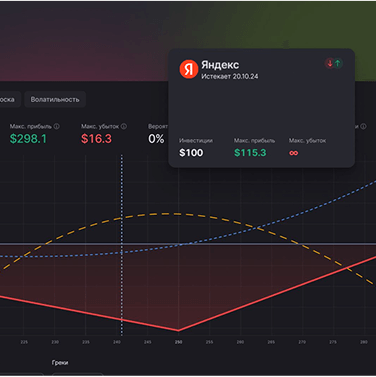 Я Яндекс
Истекает 20.10.24
оска Волатильность
Макс. прибыль Макс. убыток Вероят
$298.1 $16.3 0%
Инвестиции Макс. прибыль Макс. убыток
$100 $115.3 ∞
225 230 235 240 245 250 255 260 265 270 275 280
Греки